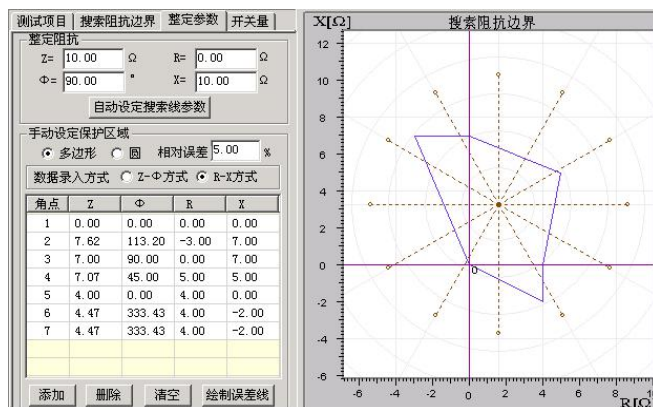 测试项目 搜索阻抗边界 整定参数 开关量
整定阻抗
Z= 10.00 Ω R= 0.00 Ω
Φ= 90.00 ° X= 10.00 Ω
自动设定搜索线参数
手动设定保护区域
多边形 圆 相对误差 5.00 %
数据录入方式 Z-Φ方式 R-X方式
角点 Z Φ R X
1 0.00 0.00 0.00 0.00
2 7.62 113.20 -3.00 7.00
3 7.00 90.00 0.00 7.00
4 7.07 45.00 5.00 5.00
5 4.00 0.00 4.00 0.00
6 4.47 333.43 4.00 -2.00
7 4.47 333.43 4.00 -2.00
添加 删除 清空 绘制误差线
X[Ω] 搜索阻抗边界
12
10
8
6
4
2
0
0
-2
-4
-6
-6 -4 -2 0 2 4 6 8
R[Ω